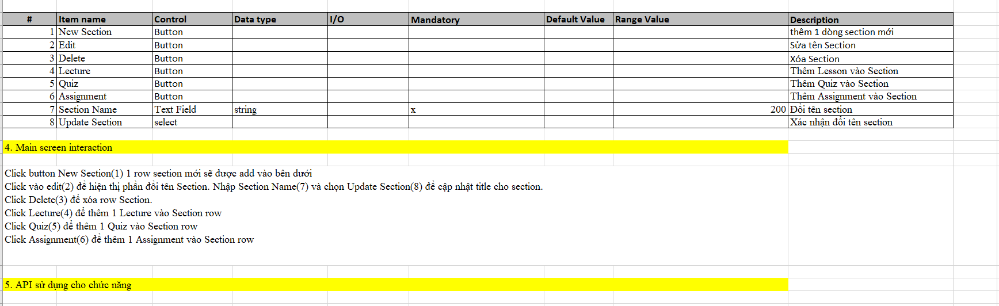 # Item name Control Data type I/O Mandatory Default Value Range Value Description
1 New Section Button thêm 1 dòng section mới
2 Edit Button Sửa tên Section
3 Delete Button Xóa Section
4 Lecture Button Thêm Lesson vào Section
5 Quiz Button Thêm Quiz vào Section
6 Assignment Button Thêm Assignment vào Section
7 Section Name Text Field string x 200 Đổi tên section
8 Update Section select Xác nhận đổi tên section
4. Main screen interaction
Click button New Section(1) 1 row section mới sẽ được add vào bên dưới
Click vào edit(2) để hiện thị phần đổi tên Section. Nhập Section Name(7) và chọn Update Section(8) để cập nhật title cho section.
Click Delete(3) để xóa row Section.
Click Lecture(4) để thêm 1 Lecture vào Section row
Click Quiz(5) để thêm 1 Quiz vào Section row
Click Assignment(6) để thêm 1 Assignment vào Section row
5. API sử dụng cho chức năng